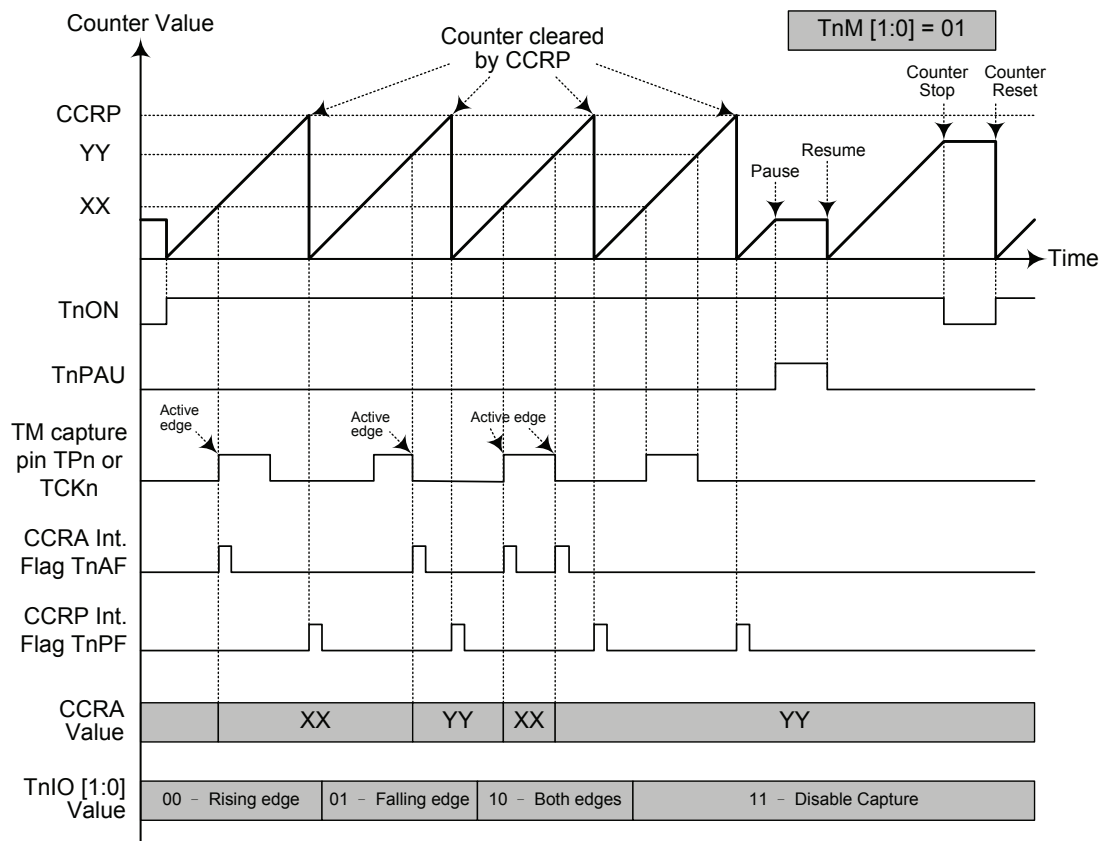 Counter Value
TnM [1:0] = 01
Counter cleared
by CCRP
Counter
Stop
Counter
Reset
CCRP
YY
XX
Pause
Resume
Time
TnON
TnPAU
Active
edge
Active
edge
Active edge
TM capture
pin TPn or
TCKn
CCRA Int.
Flag TnAF
CCRP Int.
Flag TnPF
CCRA
Value
XX
YY
XX
YY
TnIO [1:0]
Value
00 – Rising edge
01 – Falling edge
10 – Both edges
11 – Disable Capture